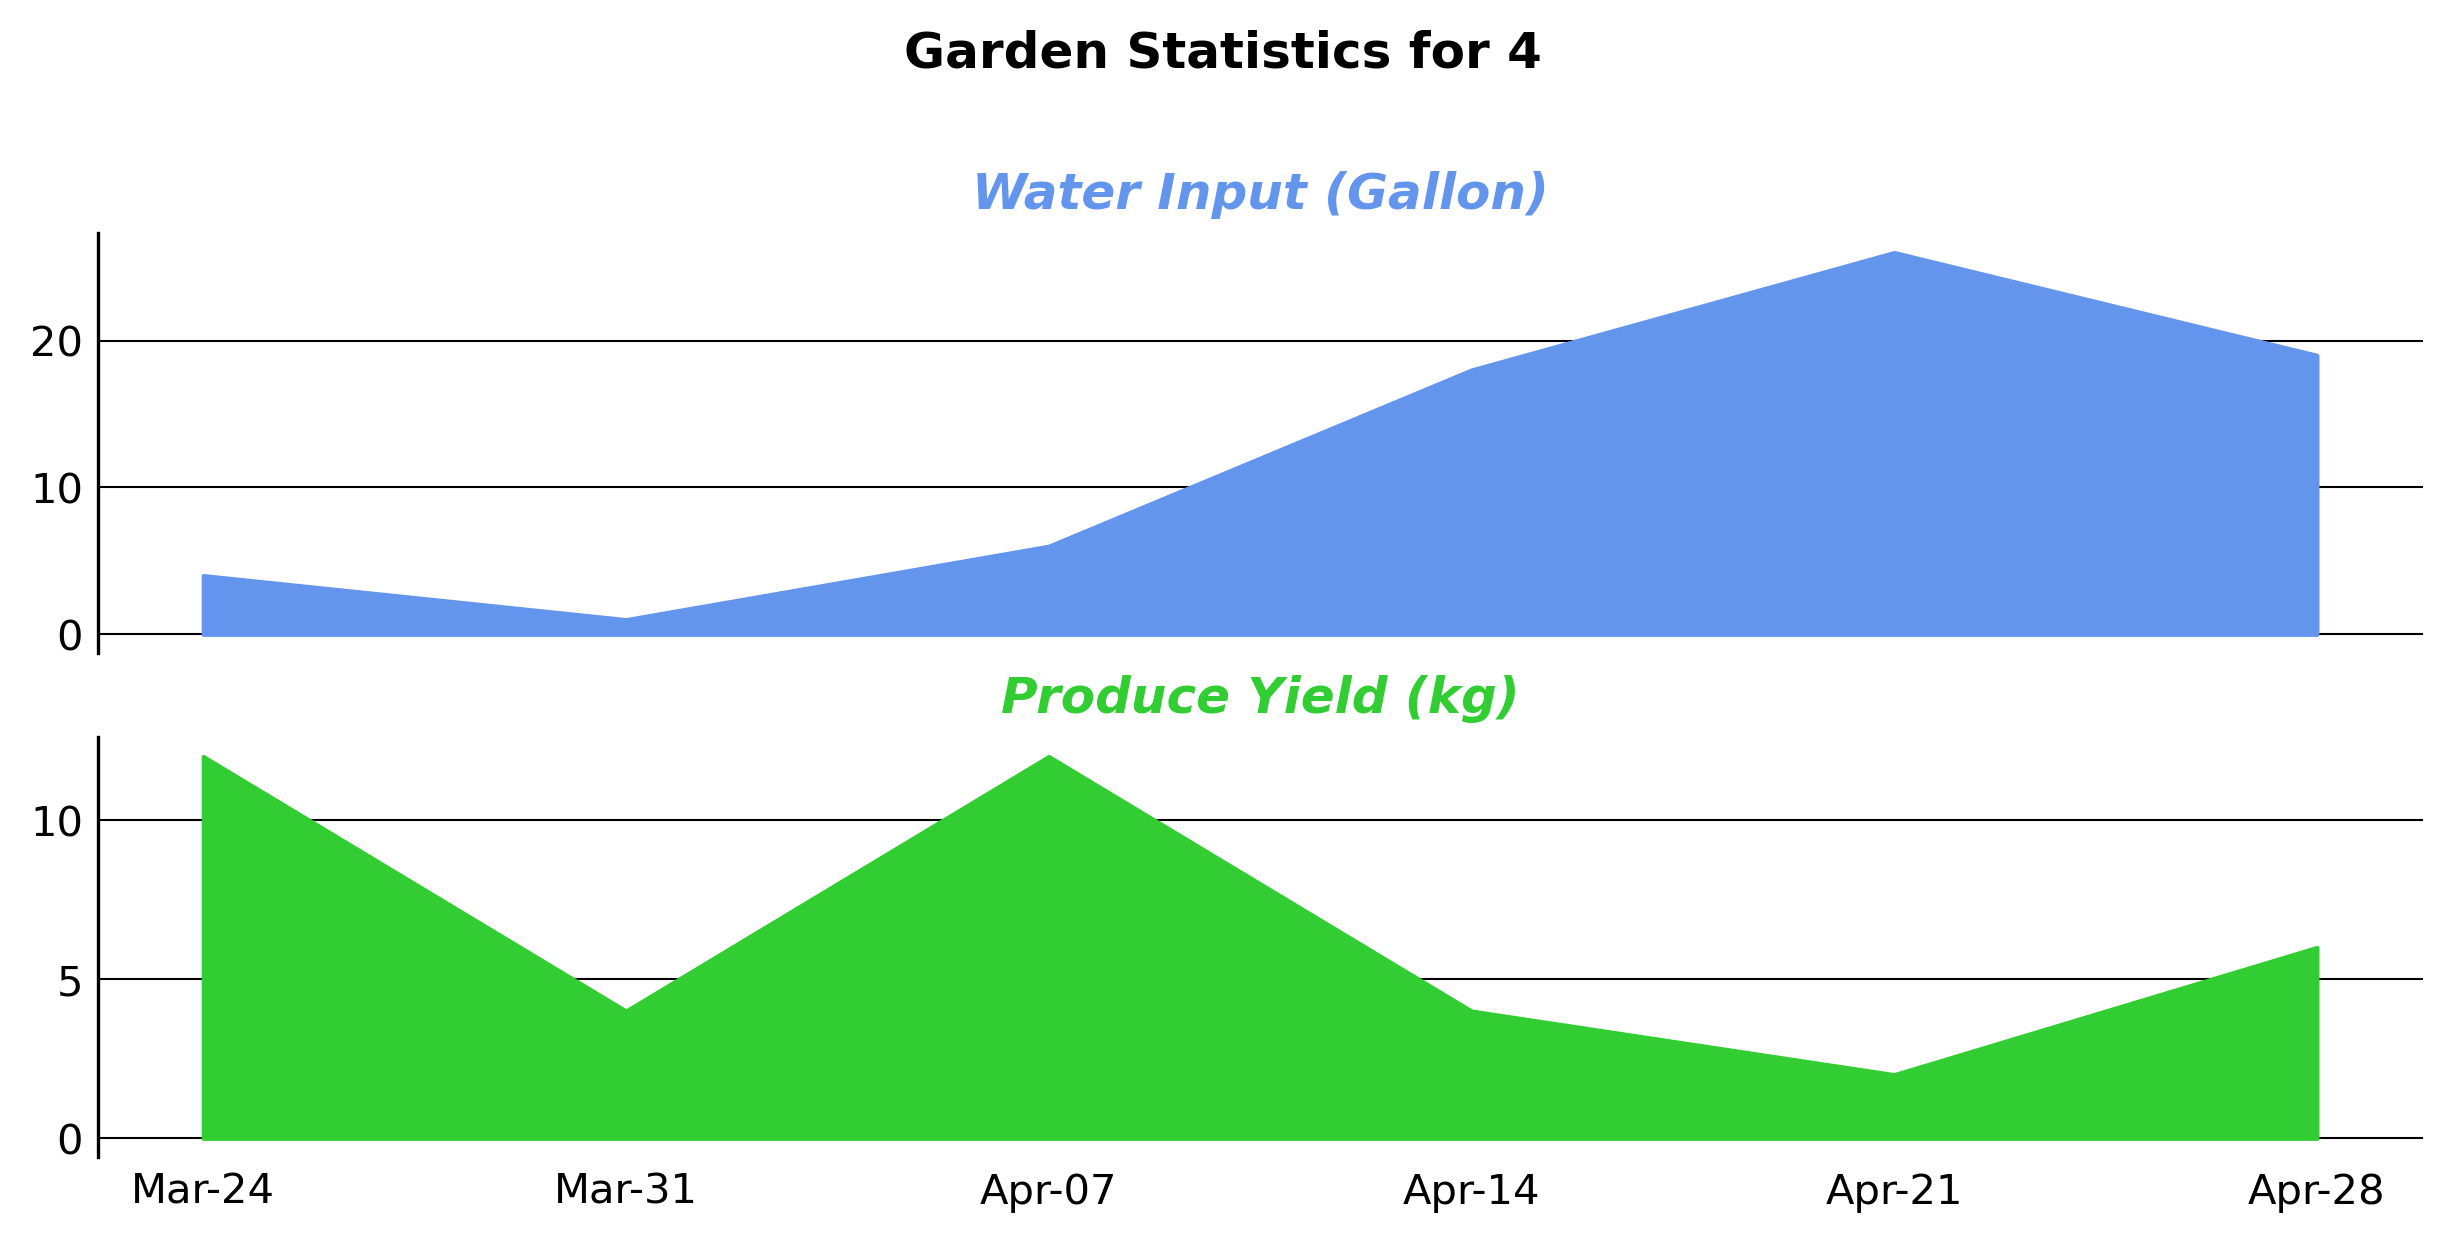 Garden Statistics for 4
Water Input (Gallon)
20
10
0
Produce Yield (kg)
10
5
0
Mar-24 Mar-31 Apr-07 Apr-14 Apr-21 Apr-28